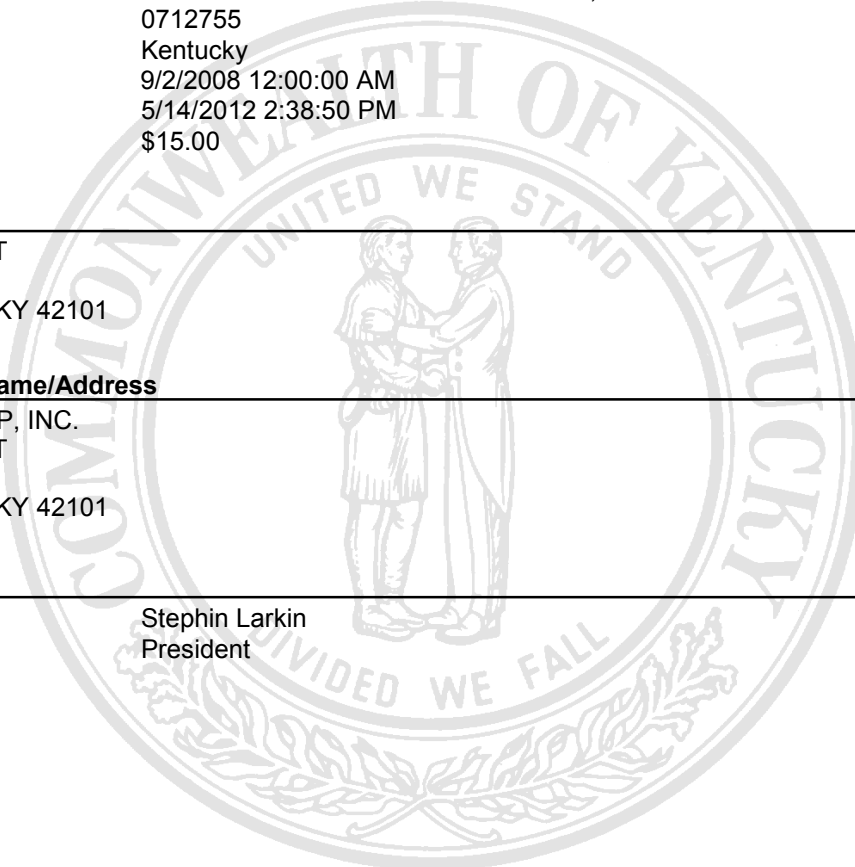 0712755
Kentucky
9/2/2008 12:00:00 AM
5/14/2012 2:38:50 PM
$15.00
COMMONWEALTH OF KENTUCKY
UNITED WE STAND
T
KY 42101
ame/Address
P, INC.
T
KY 42101
Stephin Larkin
President
DIVIDED WE FALL